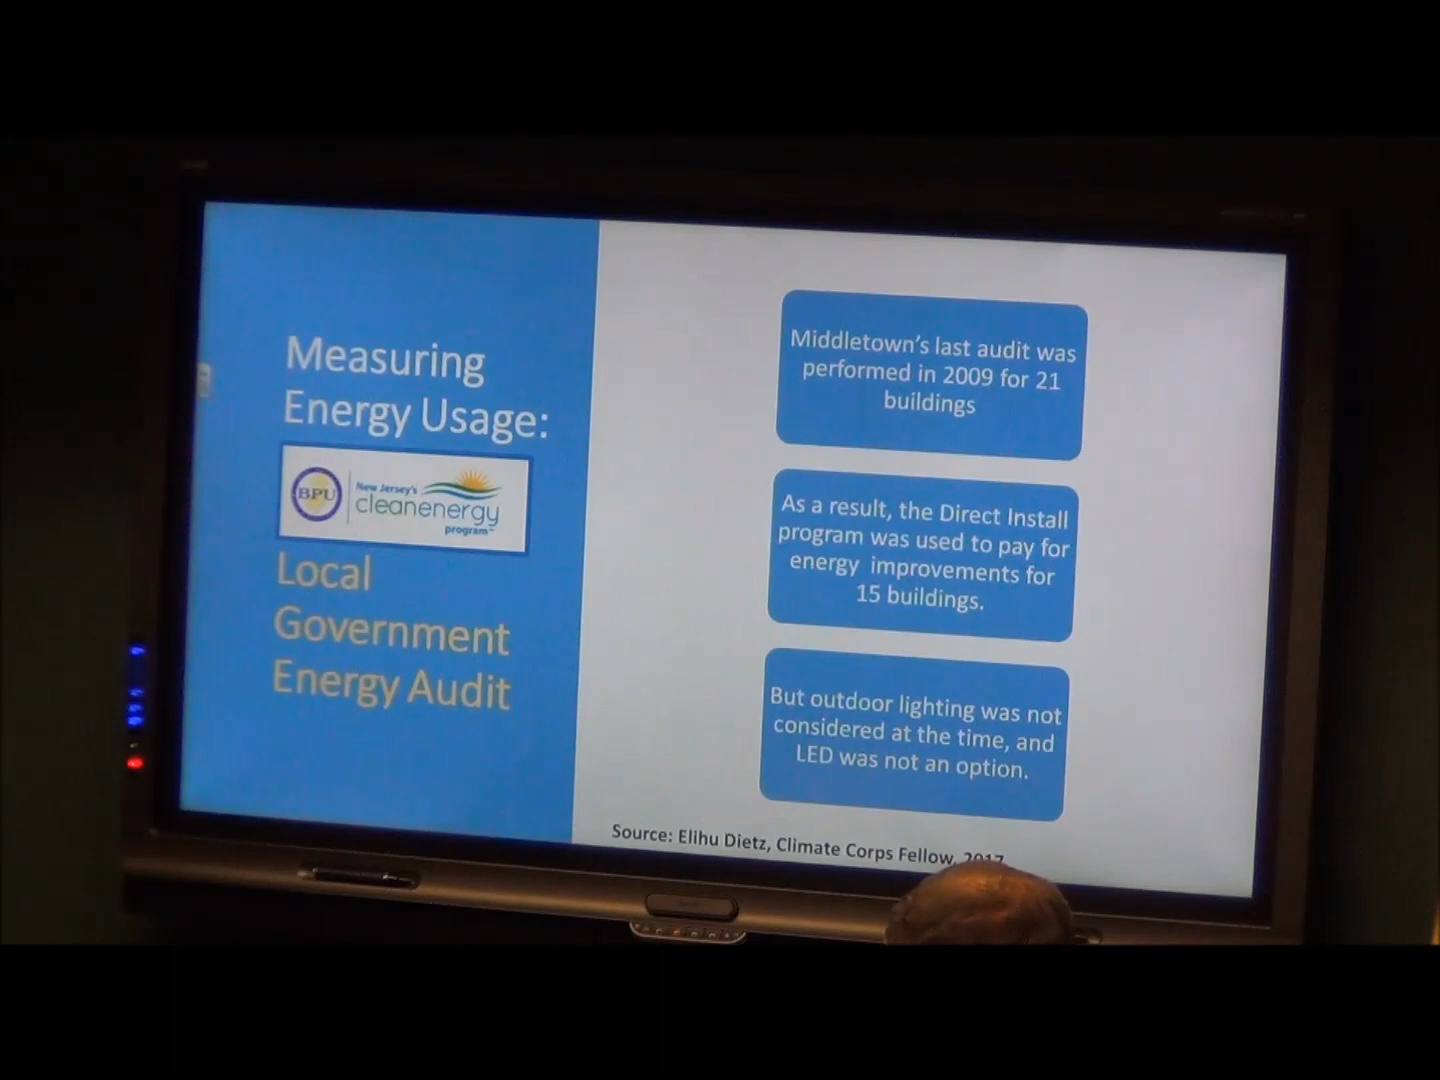 Measuring
Energy Usage:
BPU
New Jersey's
cleanenergy
program™
Local
Government
Energy Audit
Middletown's last audit was
performed in 2009 for 21
buildings
As a result, the Direct Install
program was used to pay for
energy improvements for
15 buildings.
But outdoor lighting was not
considered at the time, and
LED was not an option.
Source: Elihu Dietz, Climate Corps Fellow, 2017